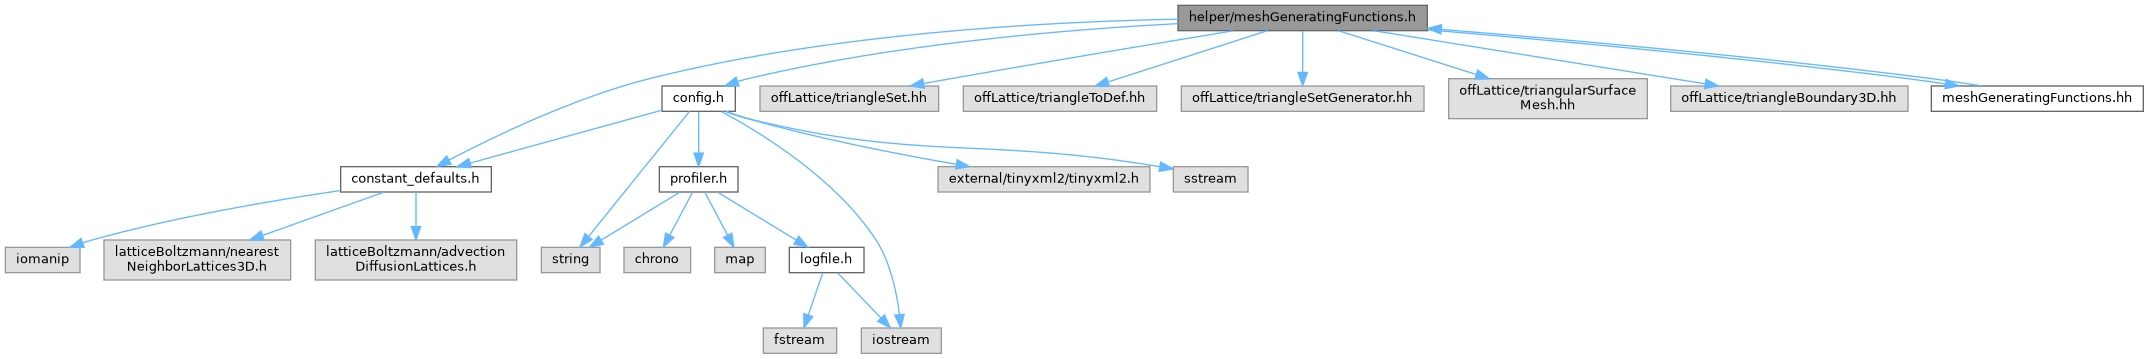 helper/meshGeneratingFunctions.h
config.h
offLattice/triangleSet.hh
offLattice/triangleToDef.hh
offLattice/triangleSetGenerator.hh
offLattice/triangularSurface
Mesh.hh
offLattice/triangleBoundary3D.hh
meshGeneratingFunctions.hh
constant_defaults.h
profiler.h
external/tinyxml2/tinyxml2.h
sstream
iomanip
latticeBoltzmann/nearest
NeighborLattices3D.h
latticeBoltzmann/advection
DiffusionLattices.h
string
chrono
map
logfile.h
fstream
iostream